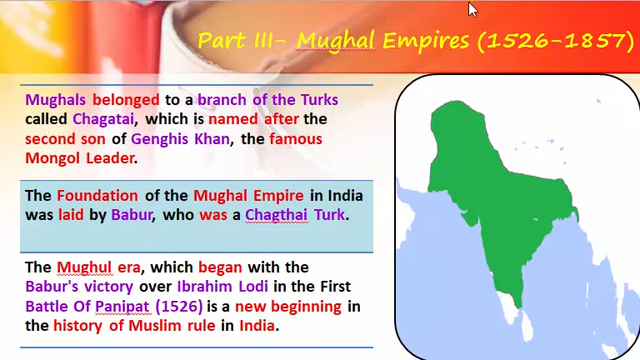 Part III- Mughal Empires (1526-1857)
Mughals belonged to a branch of the Turks
called Chagatai, which is named after the
second son of Genghis Khan, the famous
Mongol Leader.
The Foundation of the Mughal Empire in India
was laid by Babur, who was a Chagthai Turk.
The Mughul era, which began with the
Babur's victory over Ibrahim Lodi in the First
Battle Of Panipat (1526) is a new beginning in
the history of Muslim rule in India.